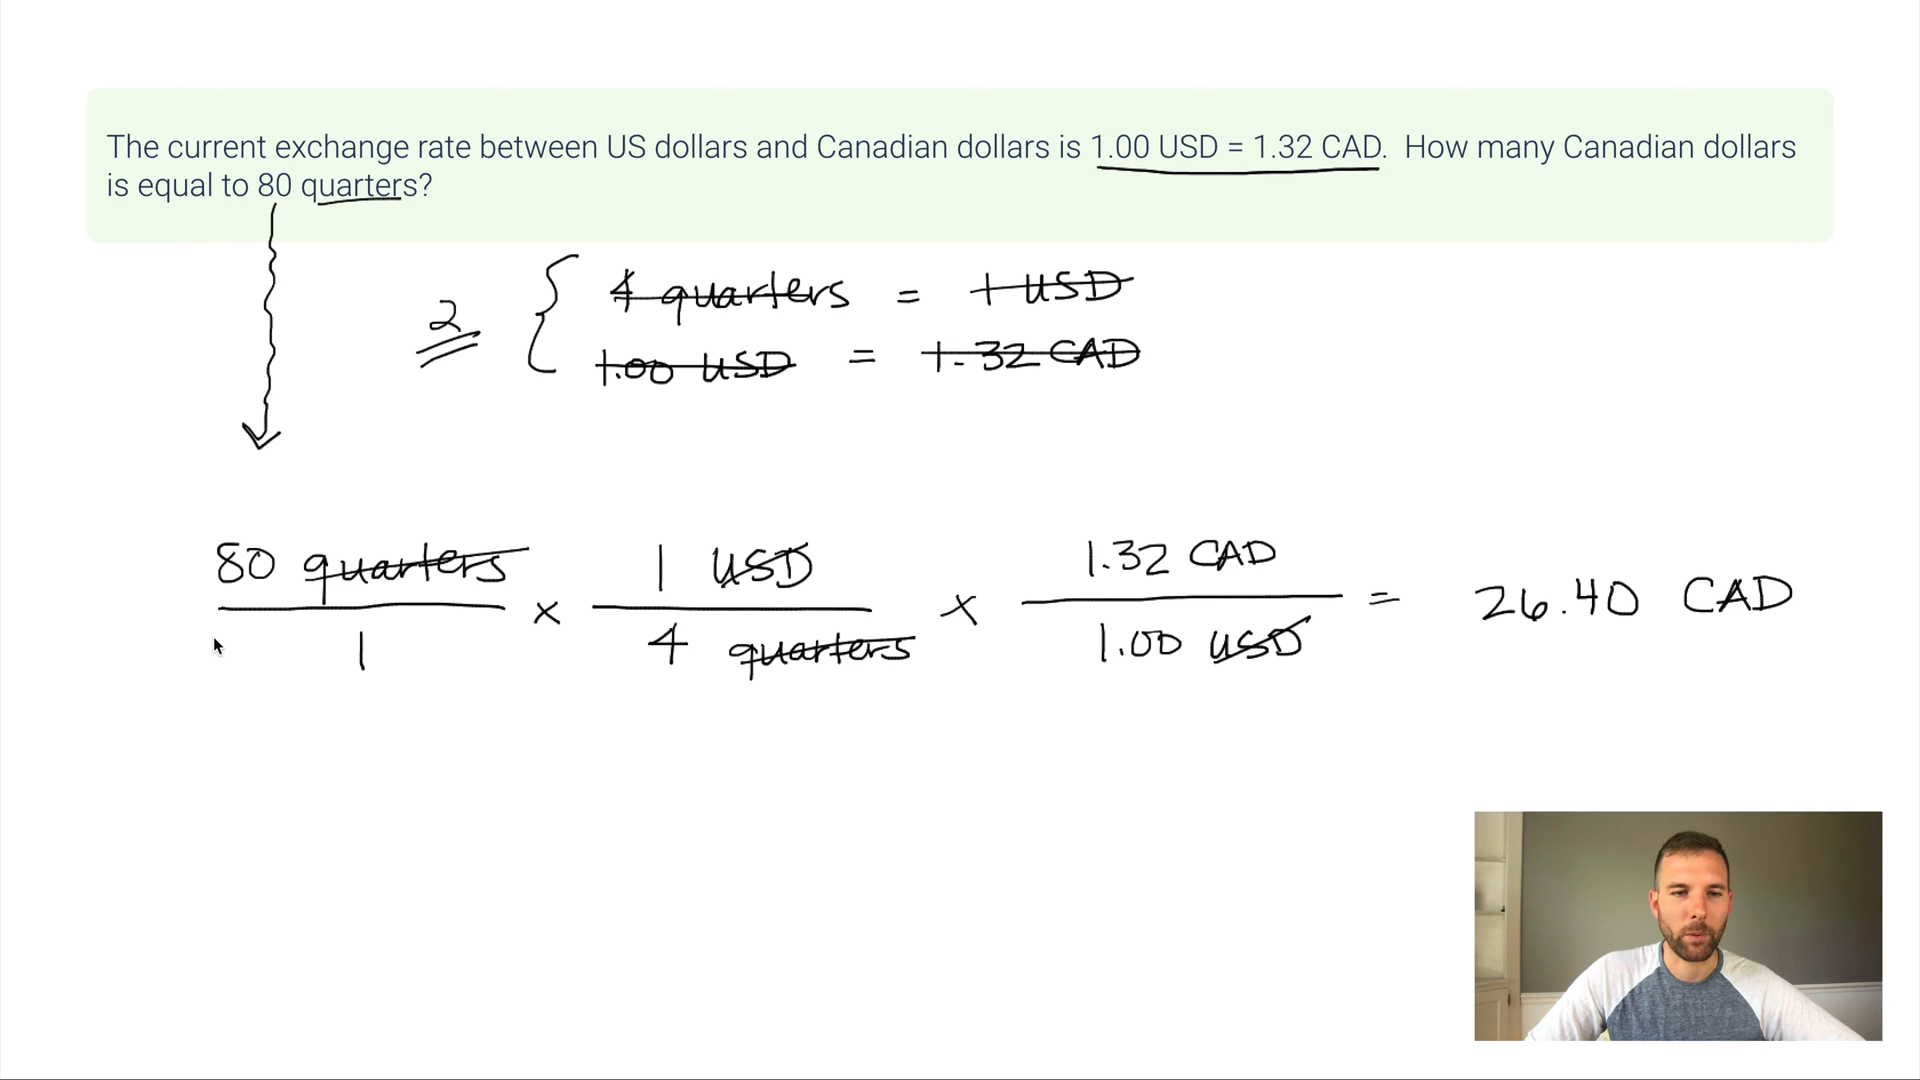 The current exchange rate between US dollars and Canadian dollars is 1.00 USD = 1.32 CAD. How many Canadian dollars
is equal to 80 quarters?
4 quarters = 1 USD
2
1.00 USD = 1.32 CAD
80 quarters 1 USD 1.32 CAD
× × = 26.40 CAD
1 4 quarters 1.00 USD